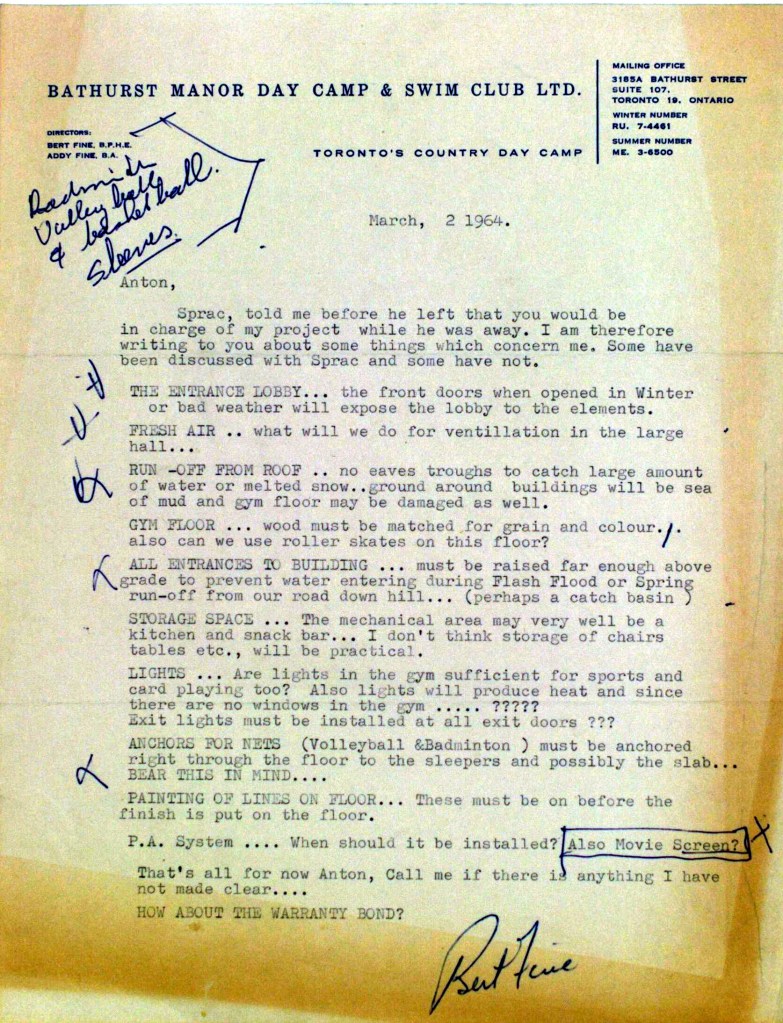 BATHURST MANOR DAY CAMP & SWIM CLUB LTD.
DIRECTORS:
BERT FINE, B.P.H.E.
ADDY FINE, B.A.
TORONTO'S COUNTRY DAY CAMP
MAILING OFFICE
3185A BATHURST STREET
SUITE 107,
TORONTO 19, ONTARIO
WINTER NUMBER
RU. 7-4461
SUMMER NUMBER
ME. 3-6500
Volley ball
& basket ball.
Sleeves.
March, 2 1964.
Anton,
Sprac, told me before he left that you would be
in charge of my project while he was away. I am therefore
writing to you about some things which concern me. Some have
been discussed with Sprac and some have not.
THE ENTRANCE LOBBY... the front doors when opened in Winter
or bad weather will expose the lobby to the elements.
FRESH AIR .. what will we do for ventillation in the large
hall...
RUN -OFF FROM ROOF .. no eaves troughs to catch large amount
of water or melted snow..ground around buildings will be sea
of mud and gym floor may be damaged as well.
GYM FLOOR ... wood must be matched for grain and colour./.
also can we use roller skates on this floor?
ALL ENTRANCES TO BUILDING ... must be raised far enough above
grade to prevent water entering during Flash Flood or Spring
run-off from our road down hill... (perhaps a catch basin )
STORAGE SPACE ... The mechanical area may very well be a
kitchen and snack bar... I don't think storage of chairs
tables etc., will be practical.
LIGHTS ... Are lights in the gym sufficient for sports and
card playing too? Also lights will produce heat and since
there are no windows in the gym ..... ?????
Exit lights must be installed at all exit doors ???
ANCHORS FOR NETS (Volleyball &Badminton ) must be anchored
right through the floor to the sleepers and possibly the slab...
BEAR THIS IN MIND....
PAINTING OF LINES ON FLOOR... These must be on before the
finish is put on the floor.
P.A. System .... When should it be installed? Also Movie Screen?
That's all for now Anton, Call me if there is anything I have
not made clear....
HOW ABOUT THE WARRANTY BOND?
Bert Fine